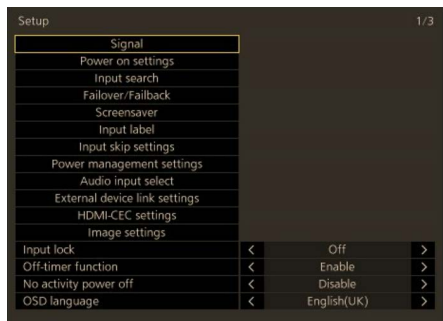 Setup 1/3
Signal
Power on settings
Input search
Failover/Failback
Screensaver
Input label
Input skip settings
Power management settings
Audio input select
External device link settings
HDMI-CEC settings
Image settings
Input lock < Off >
Off-timer function < Enable >
No activity power off < Disable >
OSD language < English(UK) >